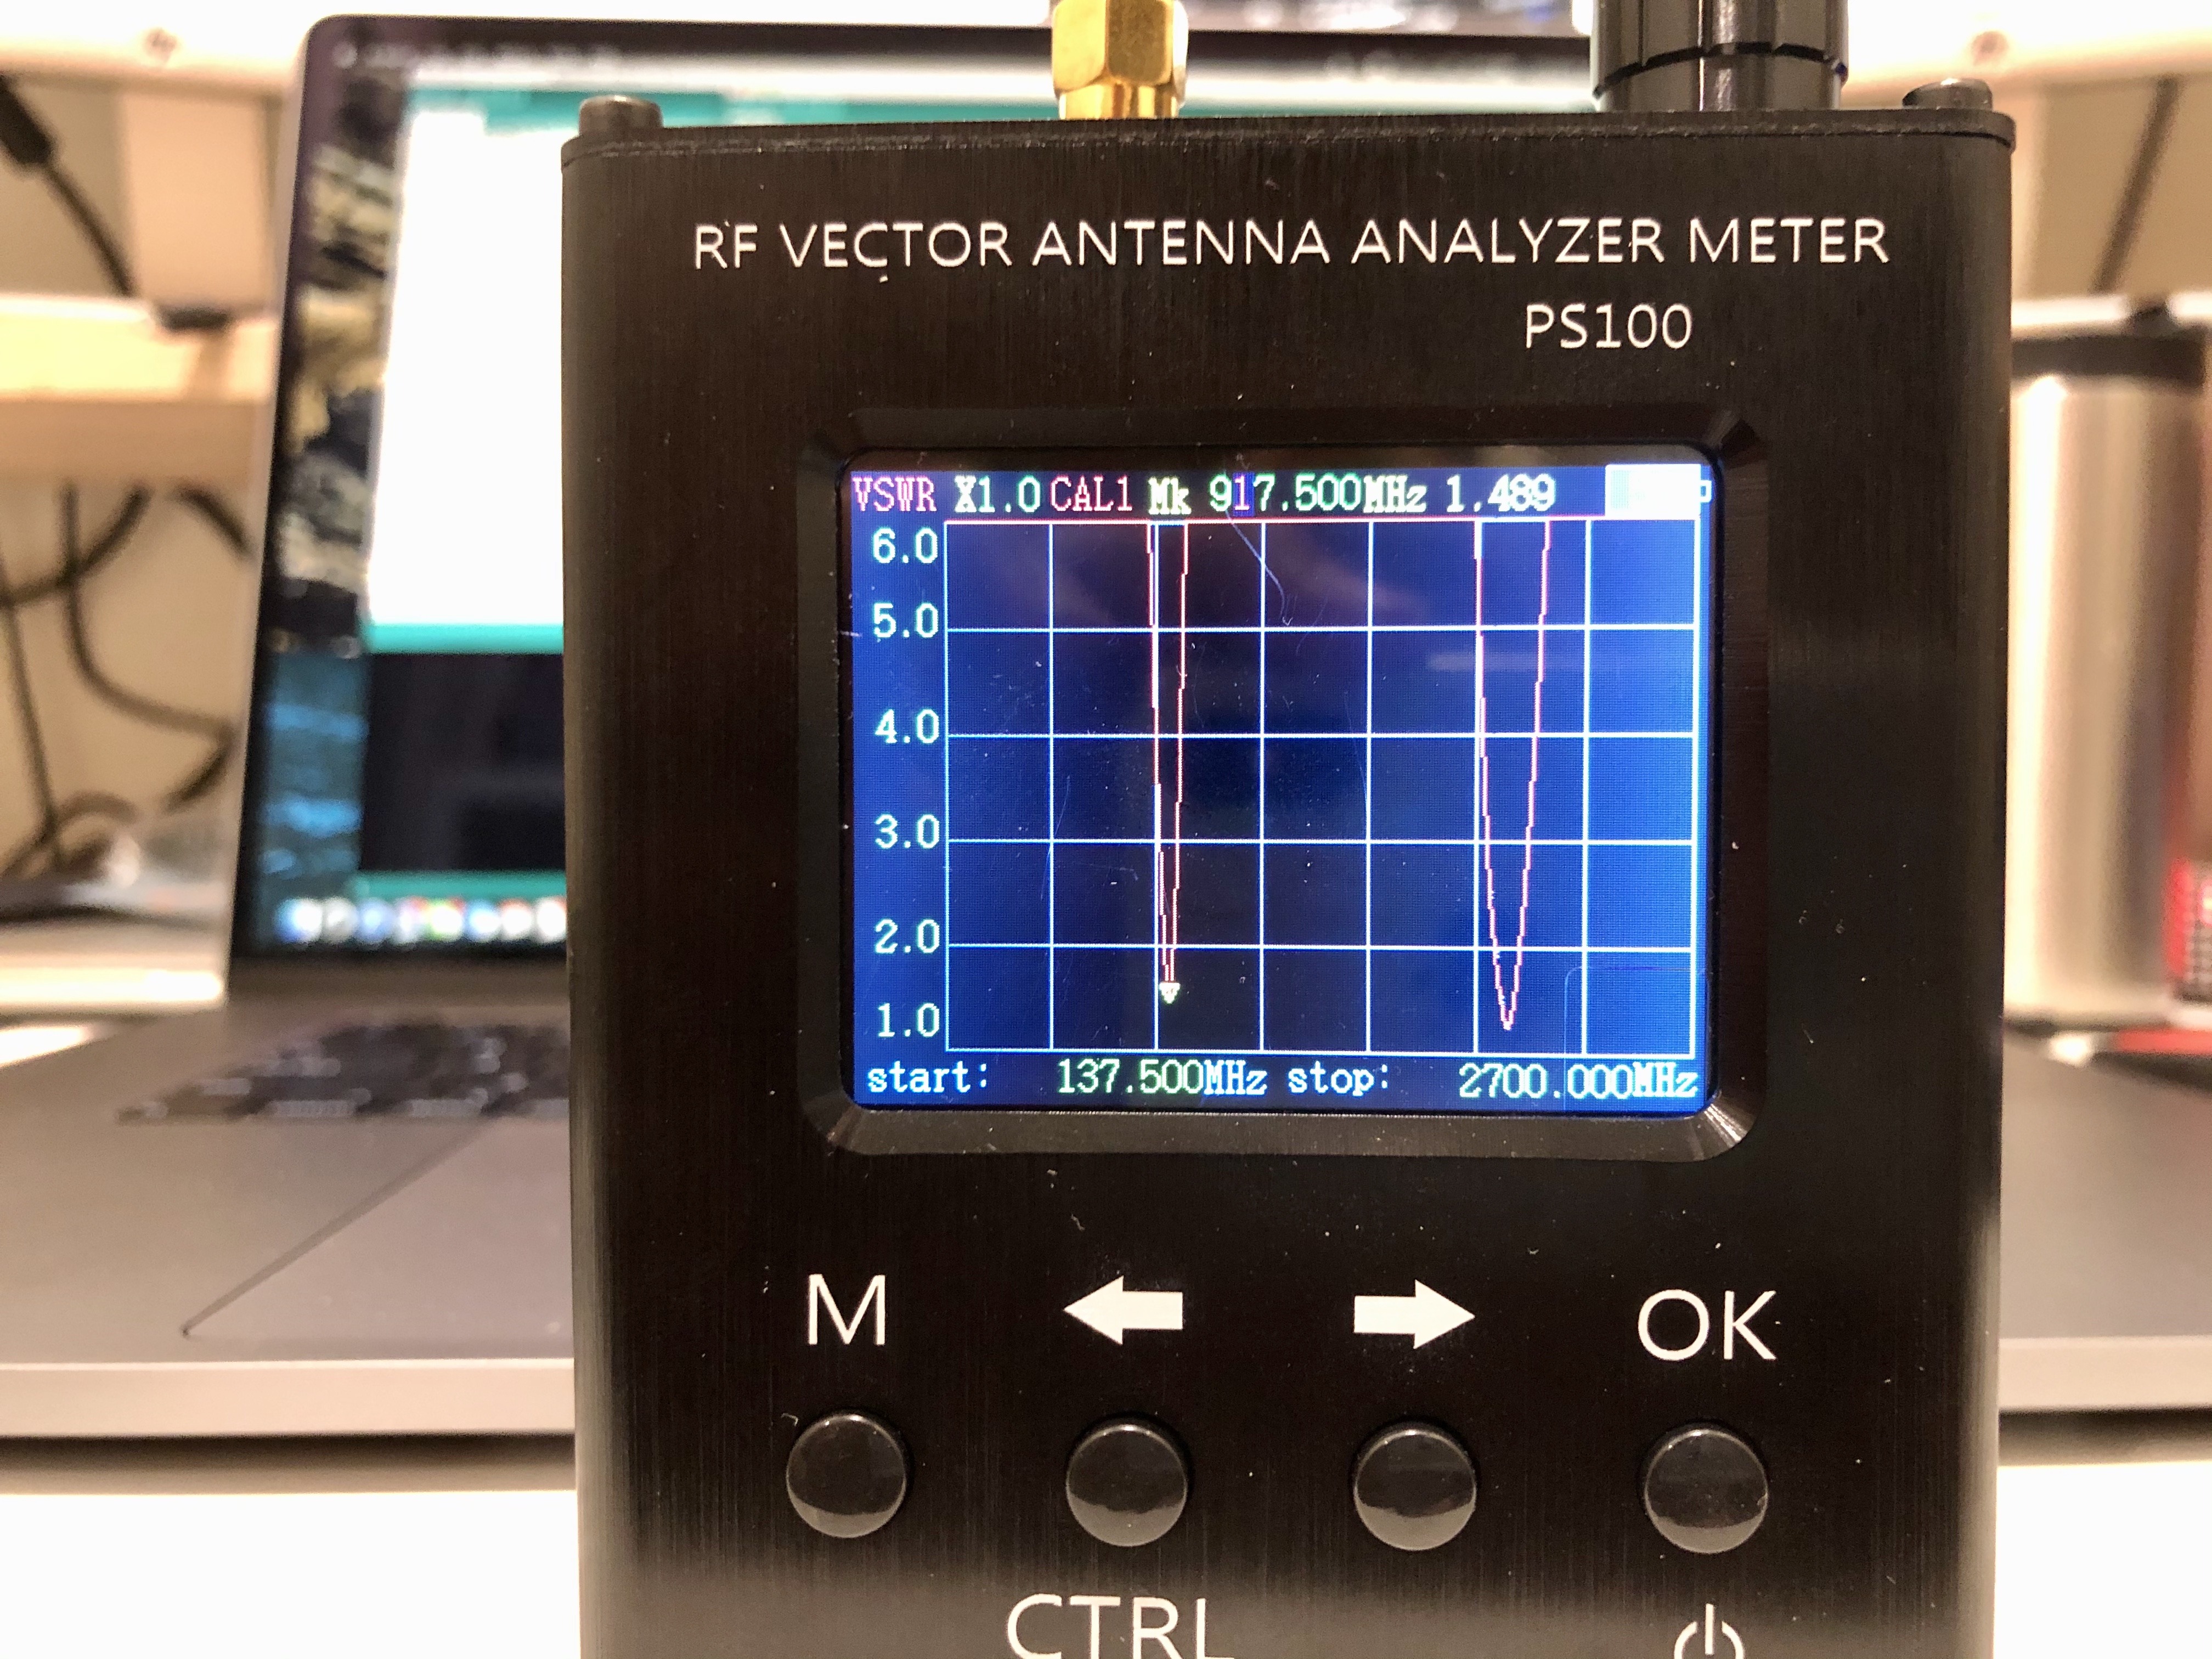 RF VECTOR ANTENNA ANALYZER METER
PS100
VSWR X1.0 CAL1 Mk 917.500MHz 1.489
6.0
5.0
4.0
3.0
2.0
1.0
start: 137.500MHz stop: 2700.000MHz
M OK
CTRL